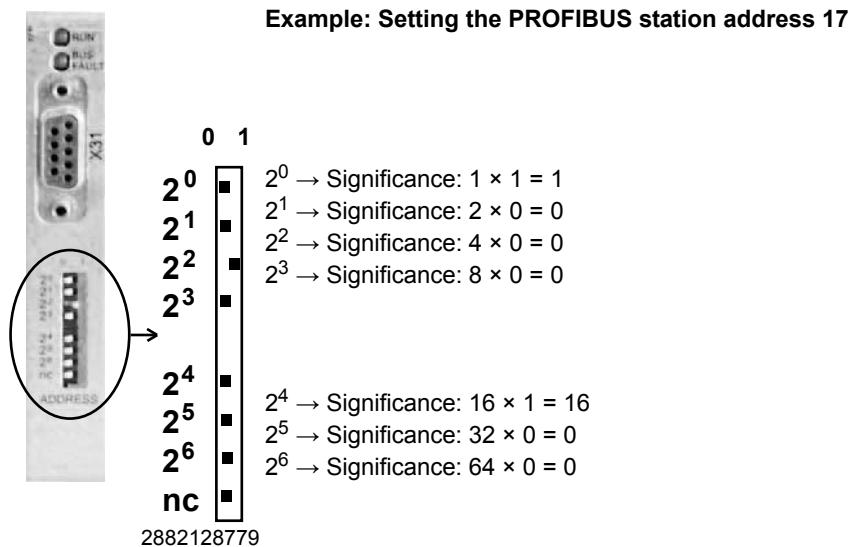 Example: Setting the PROFIBUS station address 17
RUN
BUS
FAULT
X31
0 1
2⁰
2¹
2²
2³
2⁴
2⁵
2⁶
nc
2⁰ → Significance: 1 × 1 = 1
2¹ → Significance: 2 × 0 = 0
2² → Significance: 4 × 0 = 0
2³ → Significance: 8 × 0 = 0
2⁴ → Significance: 16 × 1 = 16
2⁵ → Significance: 32 × 0 = 0
2⁶ → Significance: 64 × 0 = 0
nc
ADDRESS
2882128779